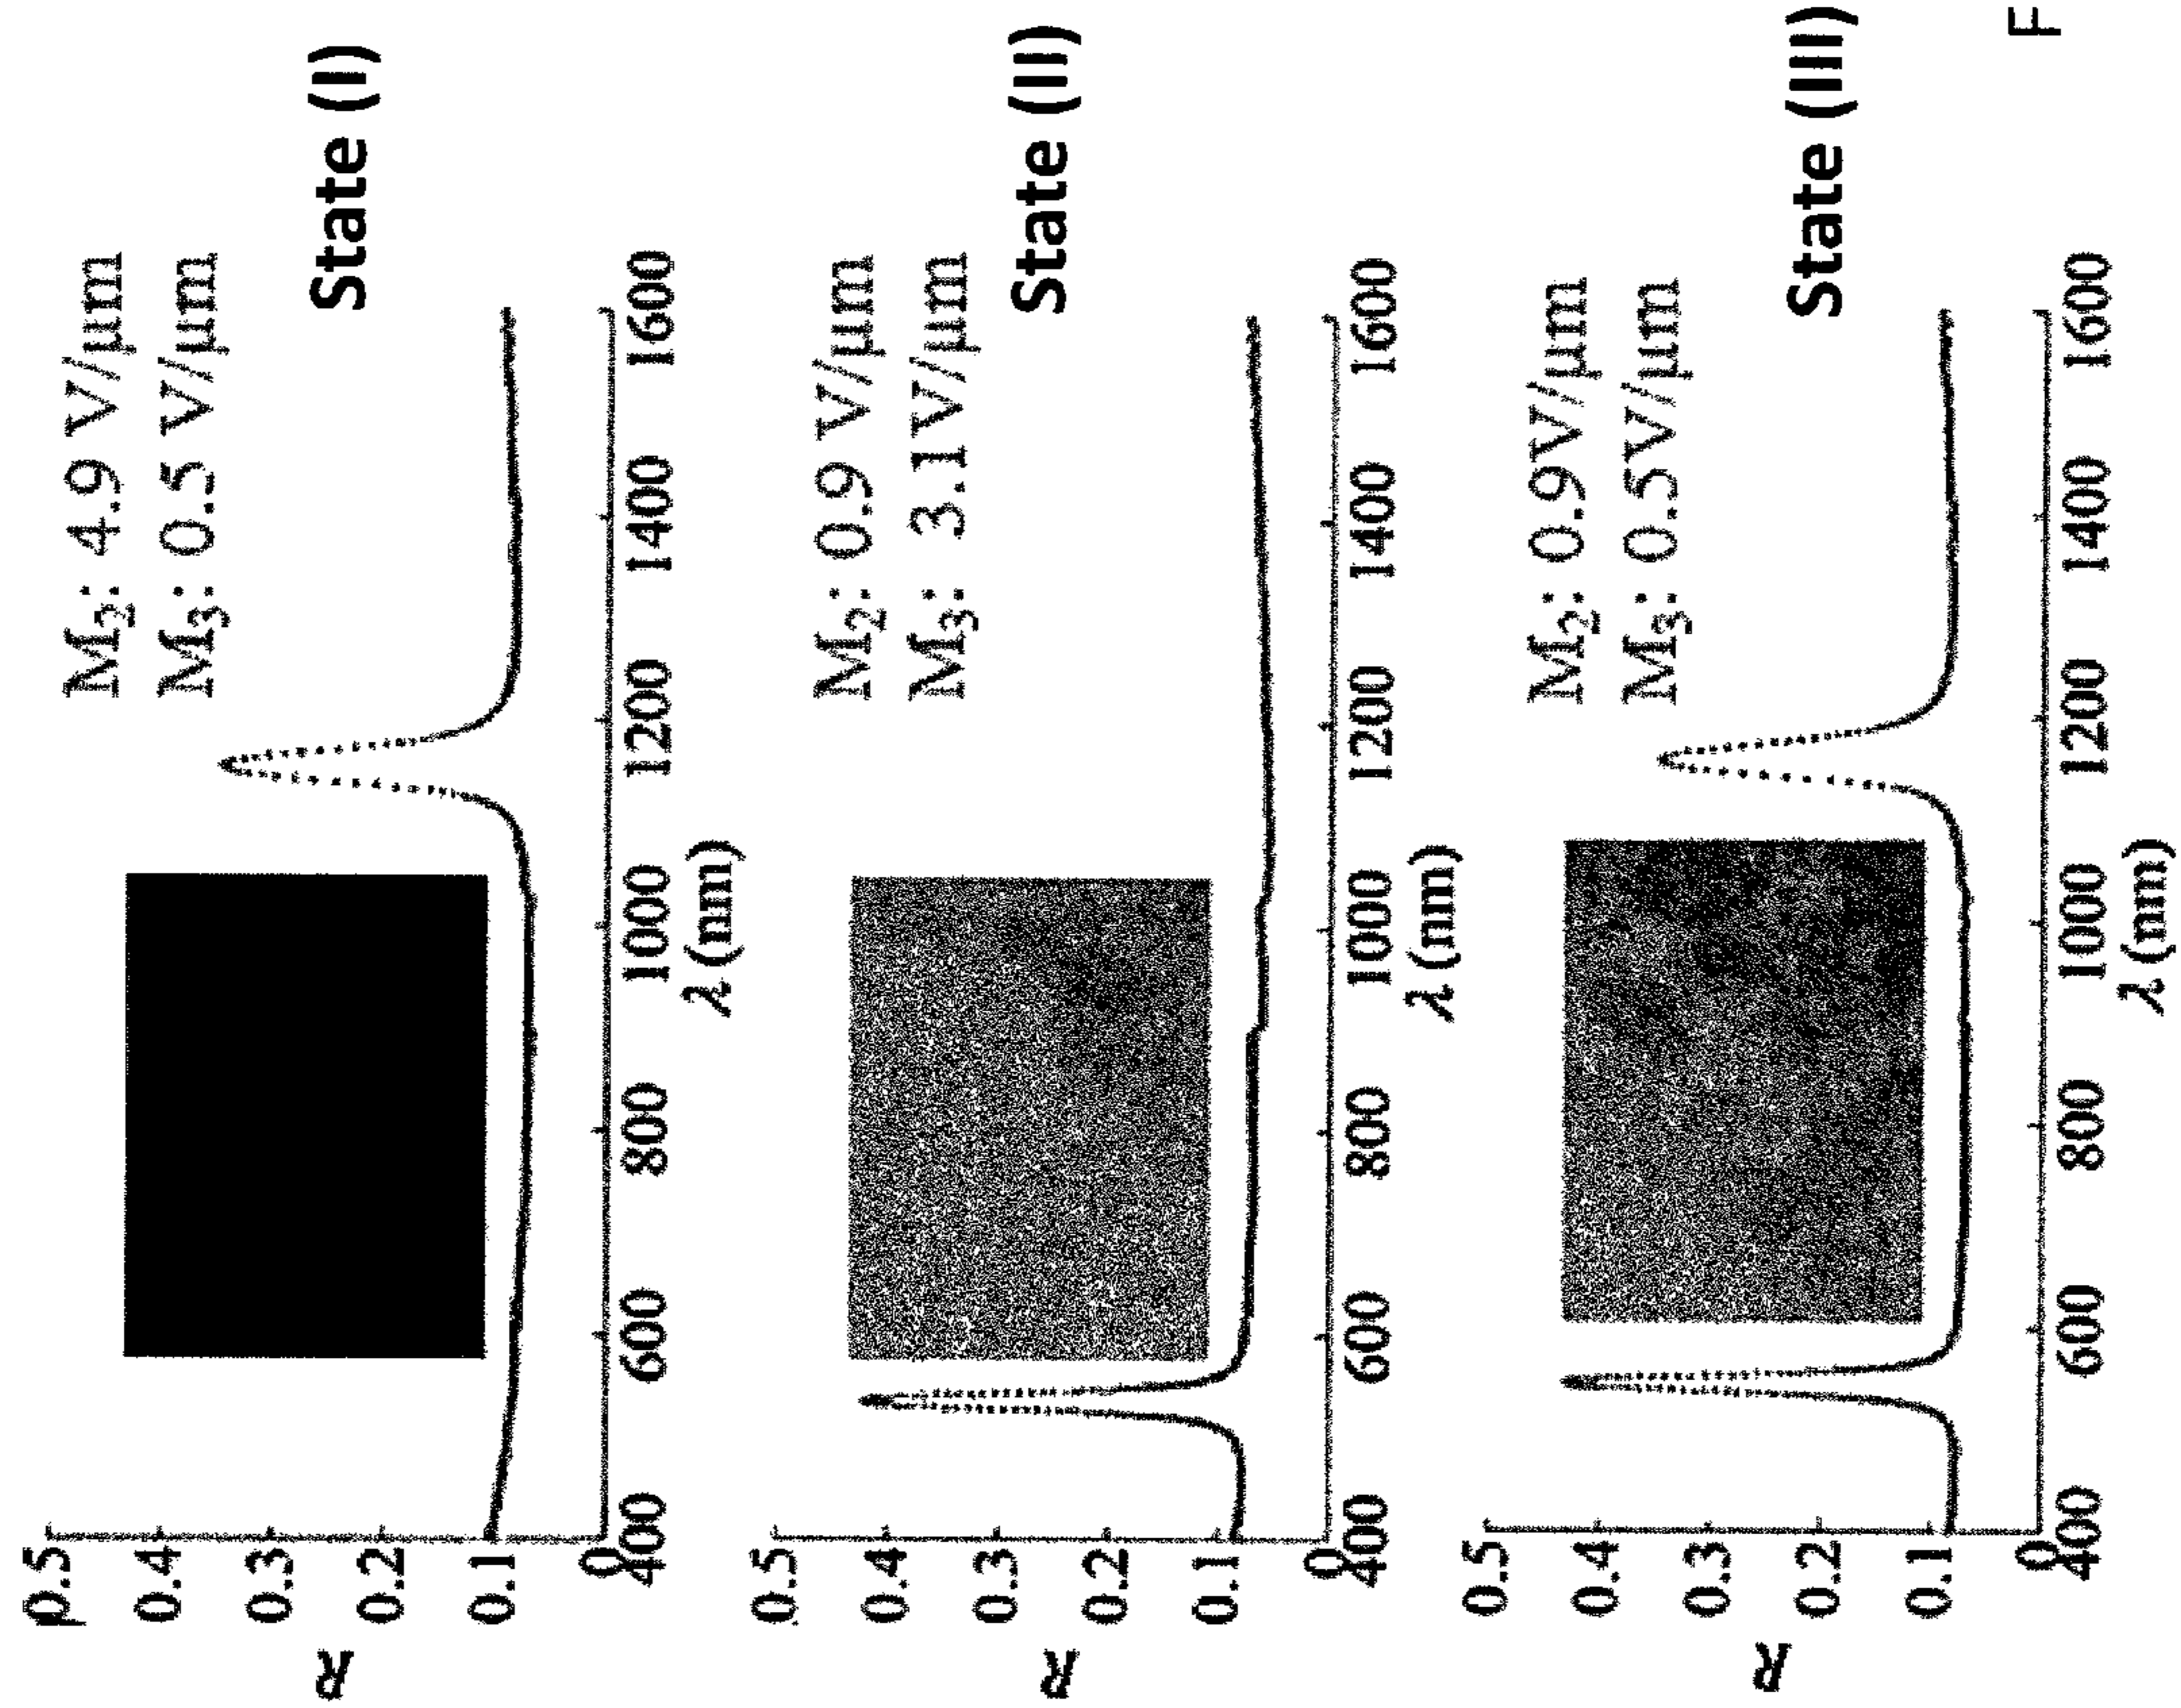 M2: 4.9 V/μm
M3: 0.5 V/μm
State (I)
R
0.5
0.4
0.3
0.2
0.1
0
400 600 800 1000 1200 1400 1600
λ (nm)
M2: 0.9 V/μm
M3: 3.1V/μm
State (II)
R
0.5
0.4
0.3
0.2
0.1
0
400 600 800 1000 1200 1400 1600
λ (nm)
M2: 0.9V/μm
M3: 0.5V/μm
State (III)
R
0.5
0.4
0.3
0.2
0.1
0
400 600 800 1000 1200 1400 1600
λ (nm)
F